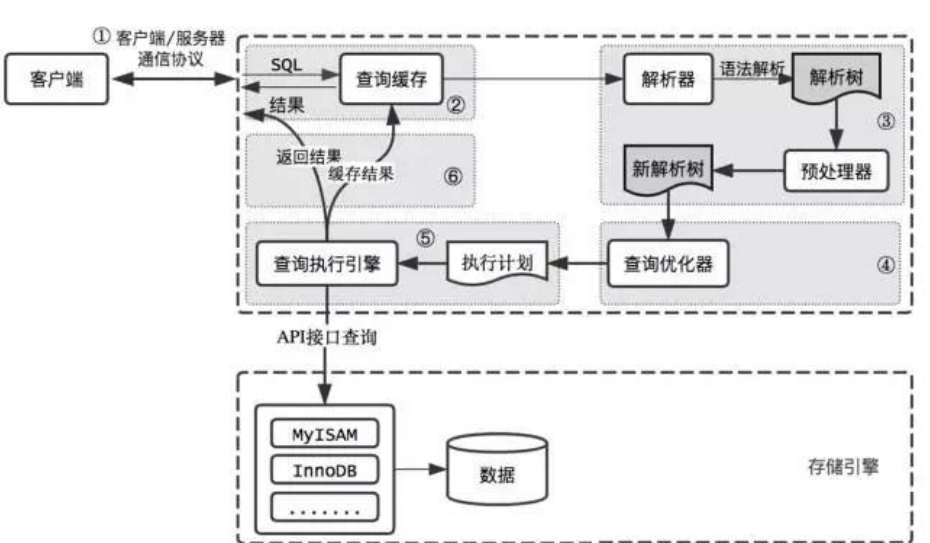 ① 客户端/服务器
通信协议
客户端
SQL
结果
查询缓存
②
解析器
语法解析
解析树
③
预处理器
新解析树
返回结果
缓存结果
⑥
查询执行引擎
⑤
执行计划
查询优化器
④
API接口查询
MyISAM
InnoDB
.......
数据
存储引擎